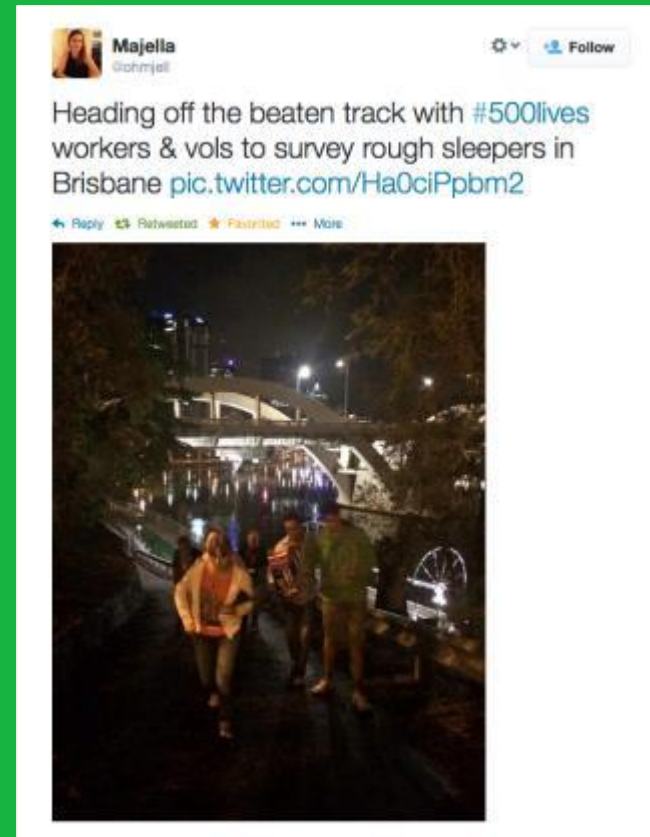 Majella
@ohmjell
Follow
Heading off the beaten track with #500lives
workers & vols to survey rough sleepers in
Brisbane pic.twitter.com/Ha0ciPpbm2
Reply Retweeted Favorited More